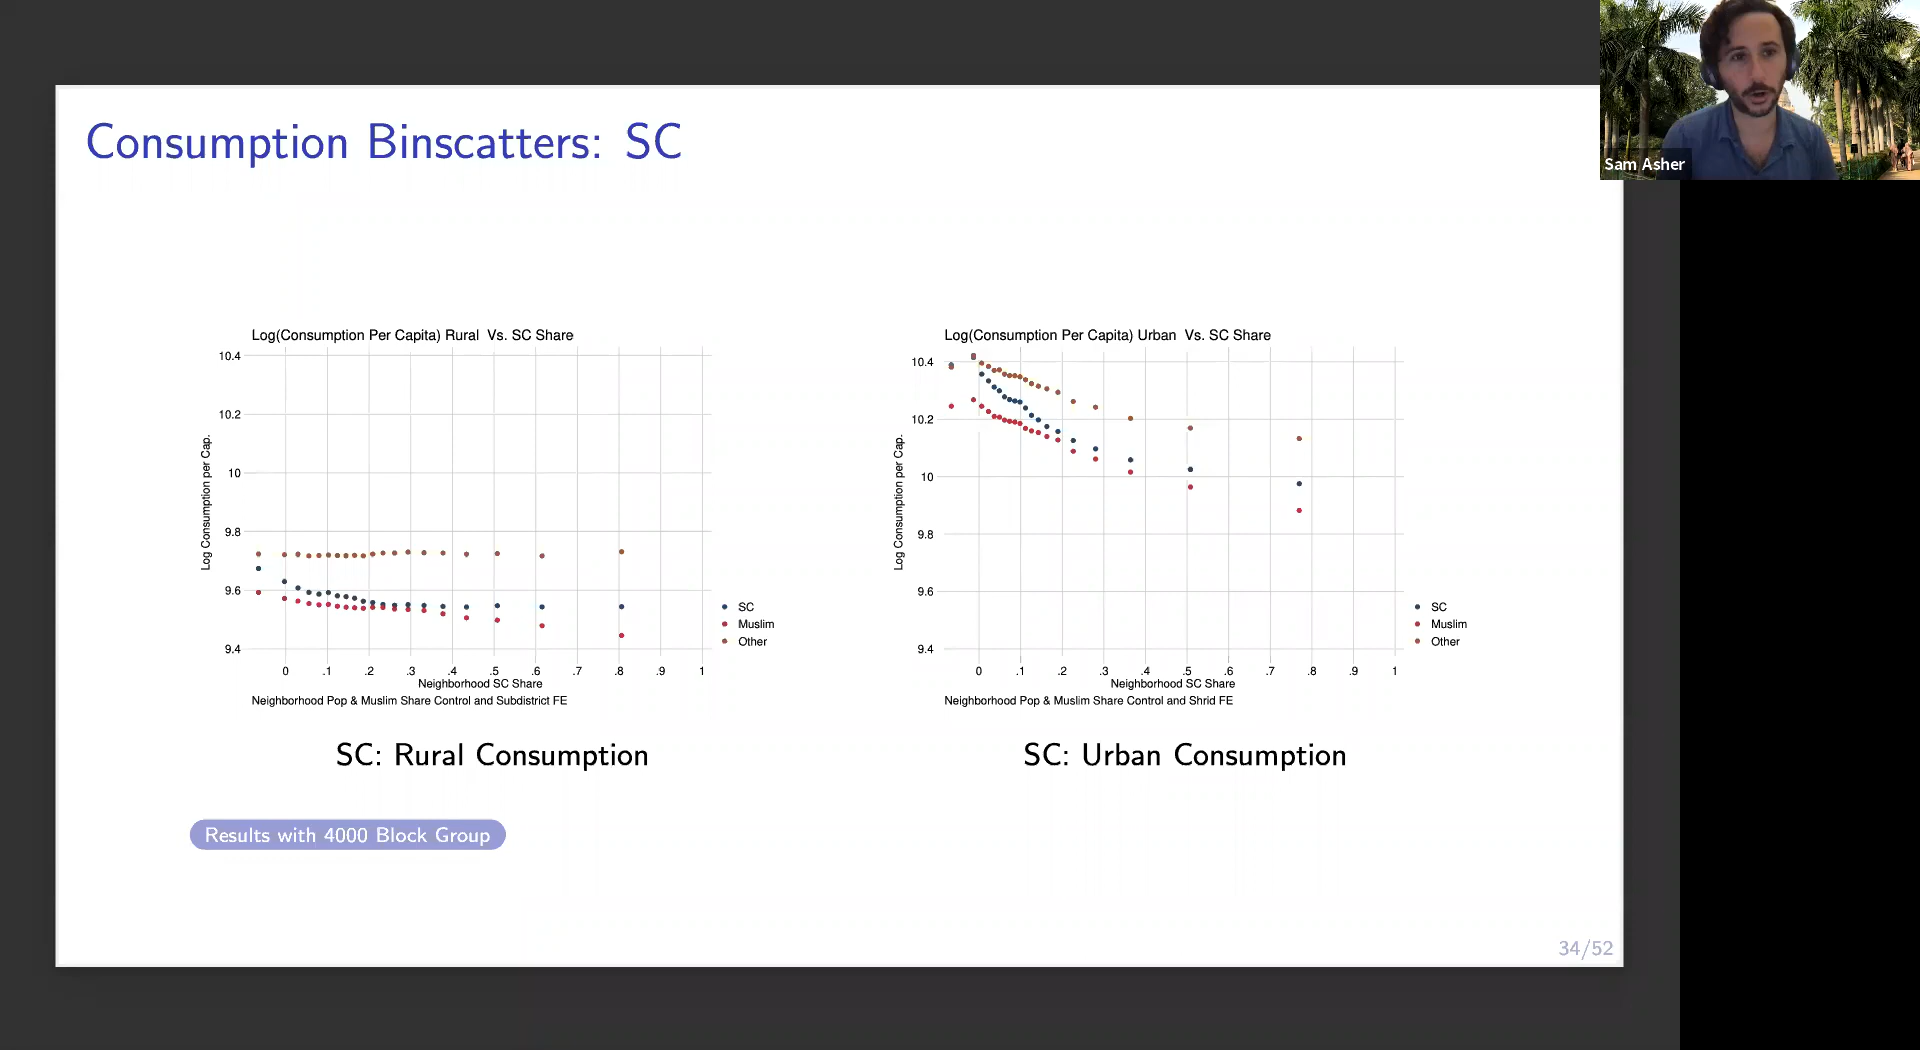 Consumption Binscatters: SC
Sam Asher
Log(Consumption Per Capita) Rural Vs. SC Share
10.4
10.2
10
9.8
9.6
9.4
Log Consumption per Cap.
0 .1 .2 .3 .4 .5 .6 .7 .8 .9 1
Neighborhood SC Share
Neighborhood Pop & Muslim Share Control and Subdistrict FE
SC
Muslim
Other
SC: Rural Consumption
Log(Consumption Per Capita) Urban Vs. SC Share
10.4
10.2
10
9.8
9.6
9.4
Log Consumption per Cap.
0 .1 .2 .3 .4 .5 .6 .7 .8 .9 1
Neighborhood SC Share
Neighborhood Pop & Muslim Share Control and Shrid FE
SC
Muslim
Other
SC: Urban Consumption
Results with 4000 Block Group
34/52